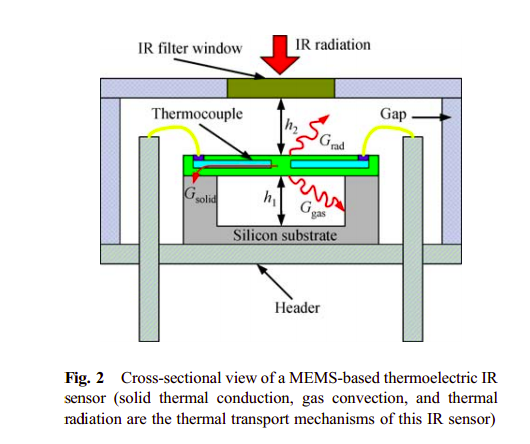 IR filter window
IR radiation
Thermocouple
Gap
h2
Grad
Gsolid
h1
Ggas
Silicon substrate
Header
Fig. 2 Cross-sectional view of a MEMS-based thermoelectric IR
sensor (solid thermal conduction, gas convection, and thermal
radiation are the thermal transport mechanisms of this IR sensor)